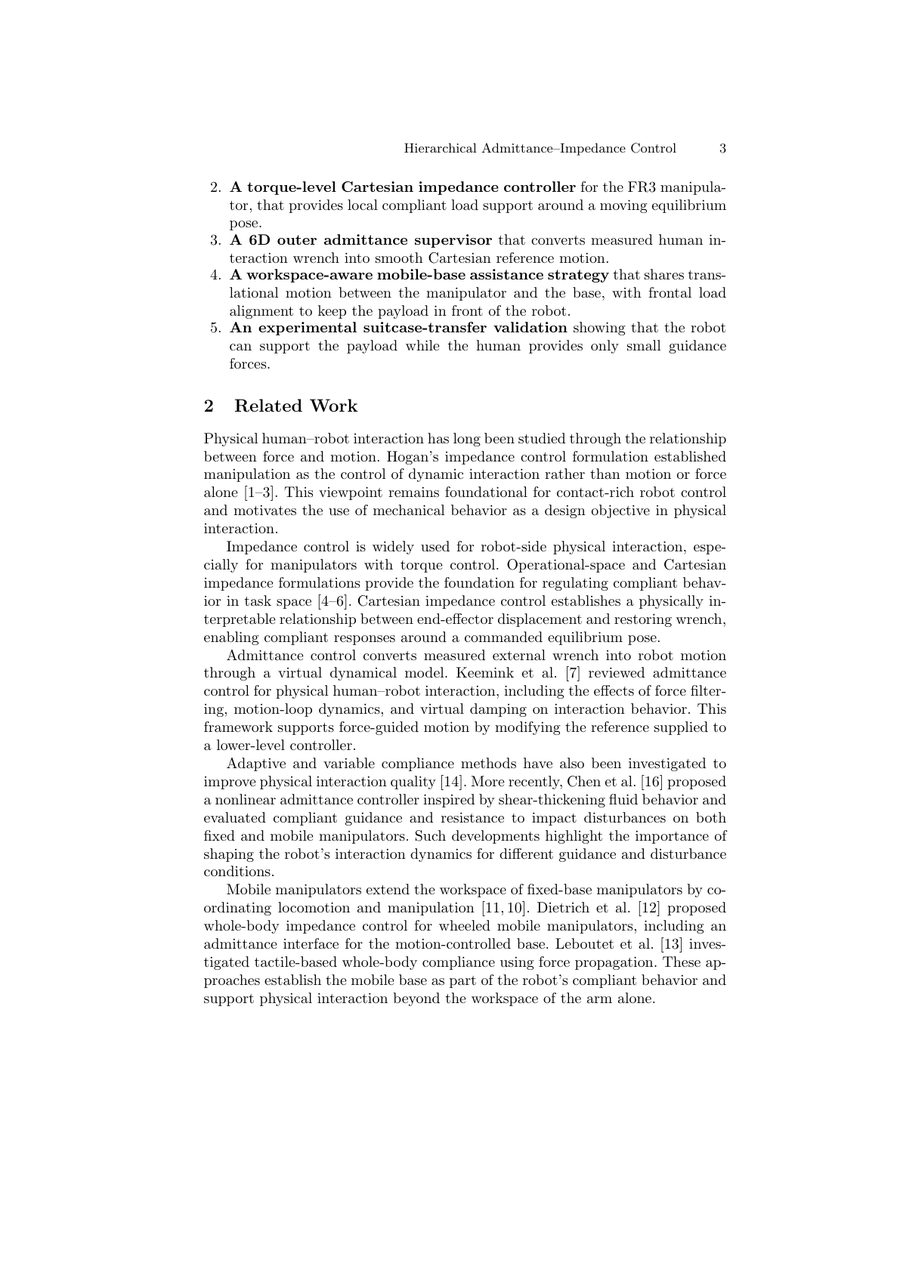 Hierarchical Admittance–Impedance Control 3
2. A torque-level Cartesian impedance controller for the FR3 manipula-
tor, that provides local compliant load support around a moving equilibrium
pose.
3. A 6D outer admittance supervisor that converts measured human in-
teraction wrench into smooth Cartesian reference motion.
4. A workspace-aware mobile-base assistance strategy that shares trans-
lational motion between the manipulator and the base, with frontal load
alignment to keep the payload in front of the robot.
5. An experimental suitcase-transfer validation showing that the robot
can support the payload while the human provides only small guidance
forces.
2 Related Work
Physical human–robot interaction has long been studied through the relationship
between force and motion. Hogan’s impedance control formulation established
manipulation as the control of dynamic interaction rather than motion or force
alone [1–3]. This viewpoint remains foundational for contact-rich robot control
and motivates the use of mechanical behavior as a design objective in physical
interaction.
Impedance control is widely used for robot-side physical interaction, espe-
cially for manipulators with torque control. Operational-space and Cartesian
impedance formulations provide the foundation for regulating compliant behav-
ior in task space [4–6]. Cartesian impedance control establishes a physically in-
terpretable relationship between end-effector displacement and restoring wrench,
enabling compliant responses around a commanded equilibrium pose.
Admittance control converts measured external wrench into robot motion
through a virtual dynamical model. Keemink et al. [7] reviewed admittance
control for physical human–robot interaction, including the effects of force filter-
ing, motion-loop dynamics, and virtual damping on interaction behavior. This
framework supports force-guided motion by modifying the reference supplied to
a lower-level controller.
Adaptive and variable compliance methods have also been investigated to
improve physical interaction quality [14]. More recently, Chen et al. [16] proposed
a nonlinear admittance controller inspired by shear-thickening fluid behavior and
evaluated compliant guidance and resistance to impact disturbances on both
fixed and mobile manipulators. Such developments highlight the importance of
shaping the robot’s interaction dynamics for different guidance and disturbance
conditions.
Mobile manipulators extend the workspace of fixed-base manipulators by co-
ordinating locomotion and manipulation [11, 10]. Dietrich et al. [12] proposed
whole-body impedance control for wheeled mobile manipulators, including an
admittance interface for the motion-controlled base. Leboutet et al. [13] inves-
tigated tactile-based whole-body compliance using force propagation. These ap-
proaches establish the mobile base as part of the robot’s compliant behavior and
support physical interaction beyond the workspace of the arm alone.